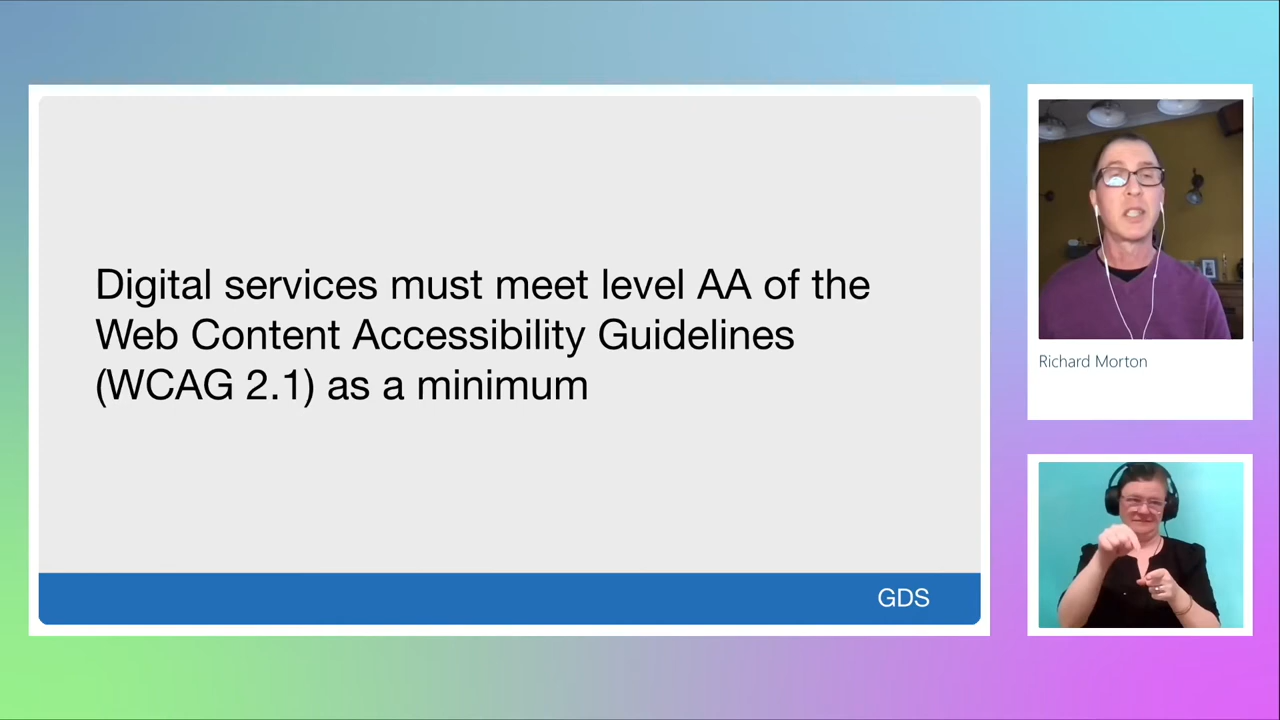 Digital services must meet level AA of the
Web Content Accessibility Guidelines
(WCAG 2.1) as a minimum
GDS
Richard Morton